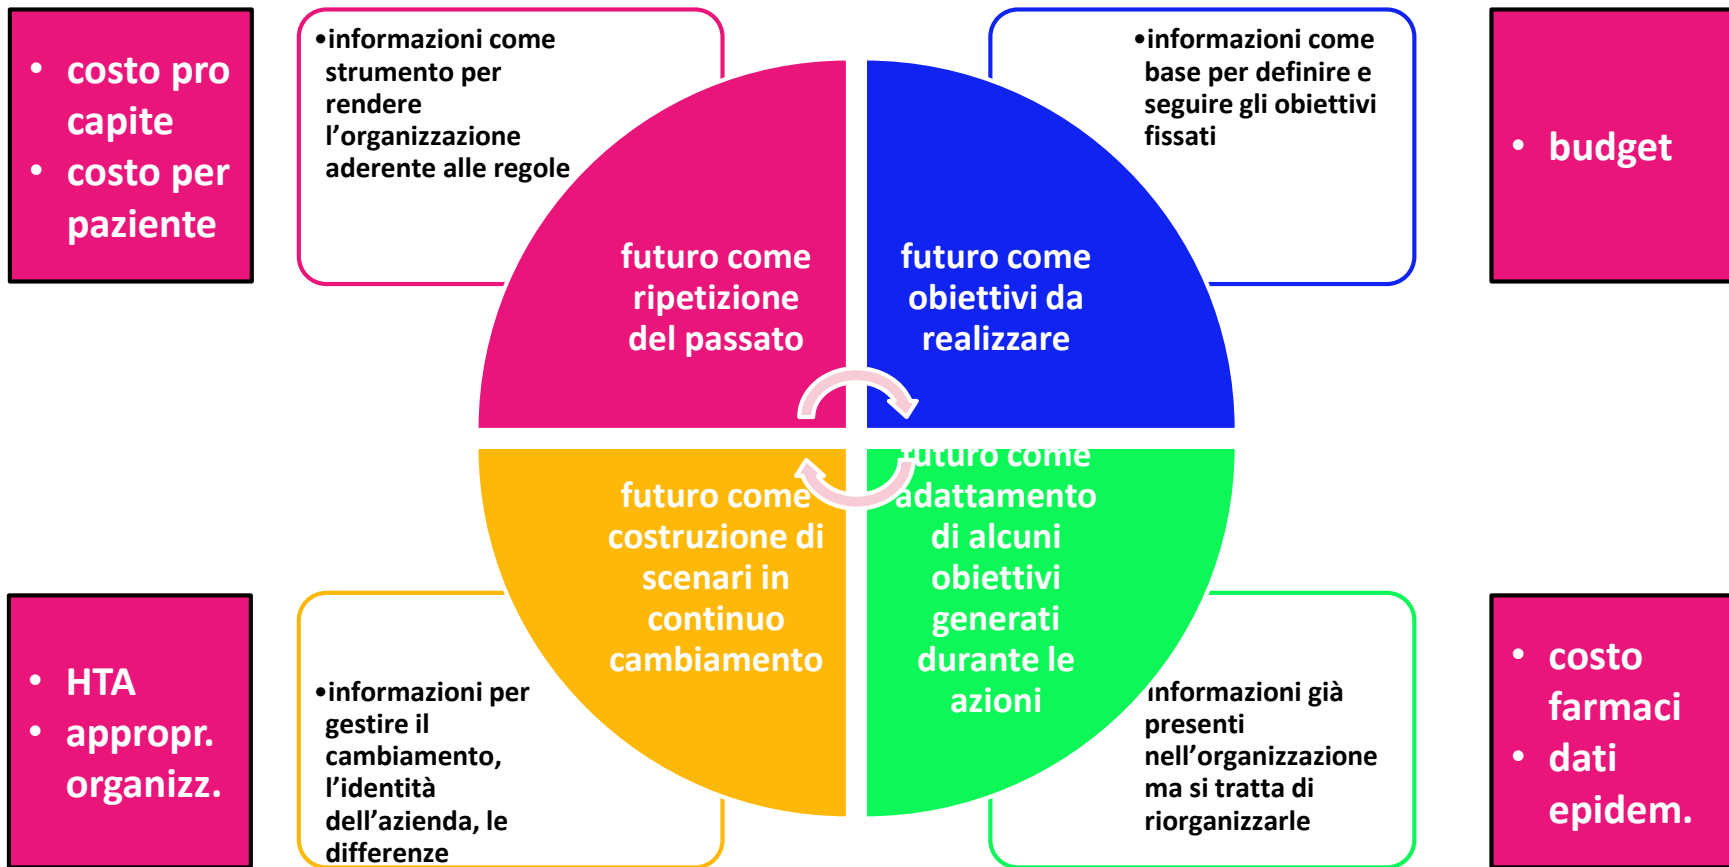 • costo pro
capite
• costo per
paziente
•informazioni come
strumento per
rendere
l’organizzazione
aderente alle regole
•informazioni come
base per definire e
seguire gli obiettivi
fissati
• budget
futuro come
ripetizione
del passato
futuro come
obiettivi da
realizzare
futuro come
costruzione di
scenari in
continuo
cambiamento
futuro come
adattamento
di alcuni
obiettivi
generati
durante le
azioni
• HTA
• appropr.
organizz.
•informazioni per
gestire il
cambiamento,
l’identità
dell’azienda, le
differenze
informazioni già
presenti
nell’organizzazione
ma si tratta di
riorganizzarle
• costo
farmaci
• dati
epidem.